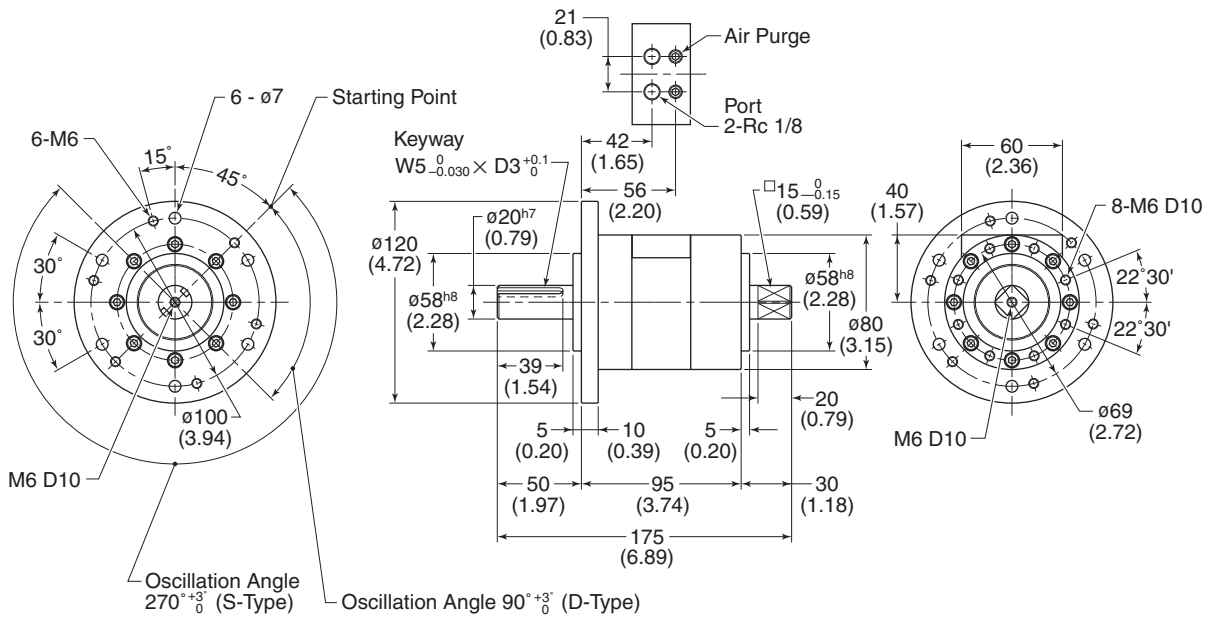 21
(0.83)
Air Purge
Port
2-Rc 1/8
6 - ø7
Starting Point
6-M6
15°
45°
30°
30°
ø100
(3.94)
M6 D10
Oscillation Angle
270° +3° 0 (S-Type)
Oscillation Angle 90° +3° 0 (D-Type)
Keyway
W5 0 -0.030 × D3 +0.1 0
42
(1.65)
56
(2.20)
□15 0 -0.15
(0.59)
ø20h7
(0.79)
ø120
(4.72)
ø58h8
(2.28)
ø58h8
(2.28)
ø80
(3.15)
39
(1.54)
20
(0.79)
5
(0.20)
10
(0.39)
5
(0.20)
50
(1.97)
95
(3.74)
30
(1.18)
175
(6.89)
60
(2.36)
40
(1.57)
8-M6 D10
22°30'
22°30'
ø69
(2.72)
M6 D10